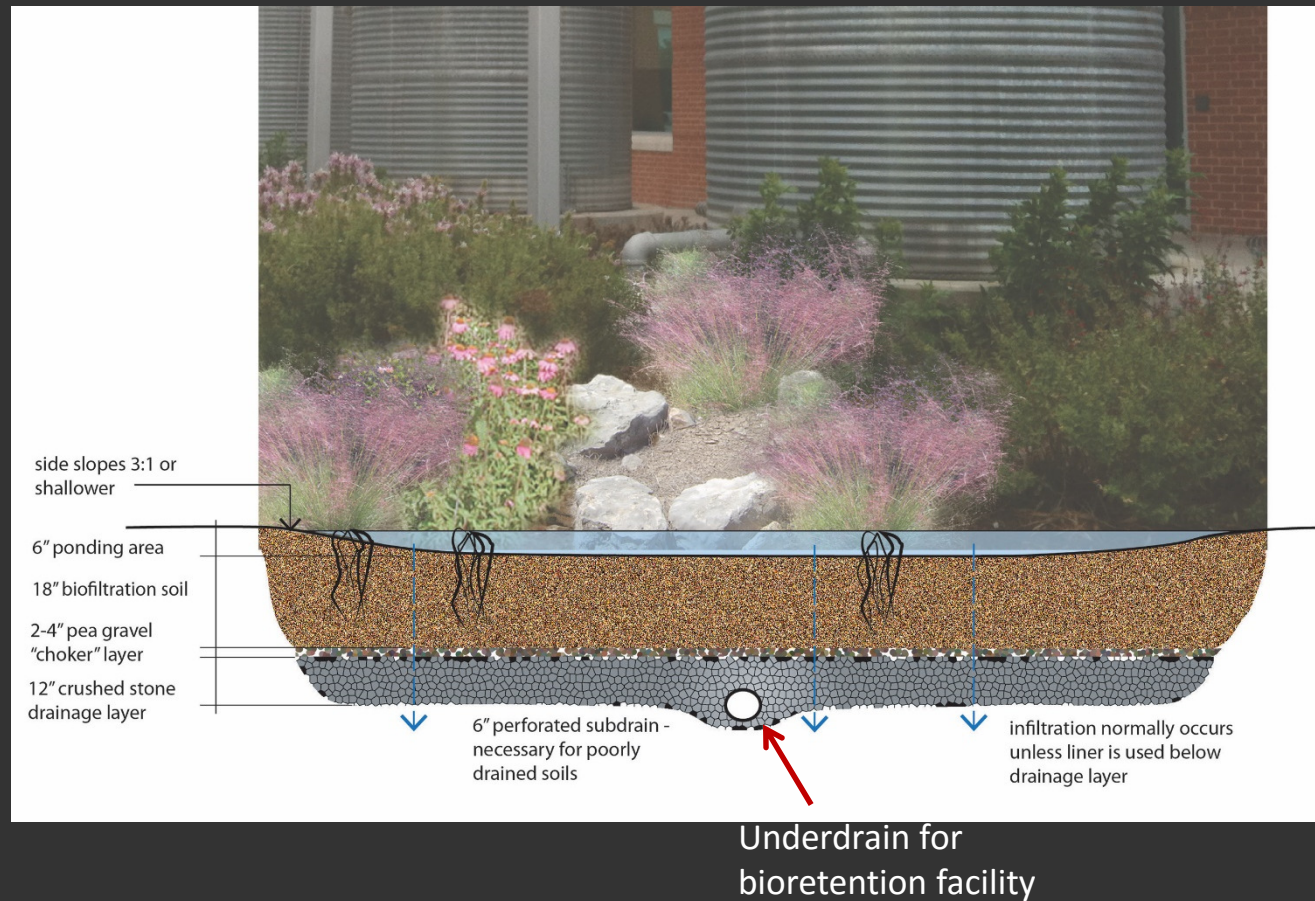 side slopes 3:1 or
shallower
6” ponding area
18” biofiltration soil
2-4” pea gravel
“choker” layer
12” crushed stone
drainage layer
6” perforated subdrain -
necessary for poorly
drained soils
infiltration normally occurs
unless liner is used below
drainage layer
Underdrain for
bioretention facility